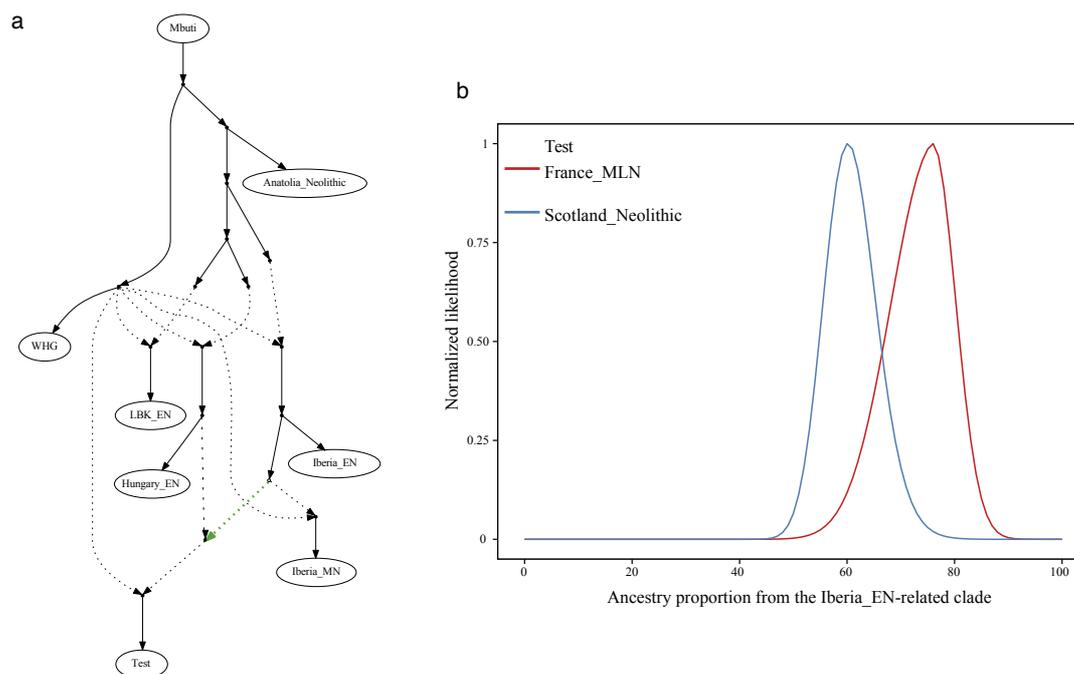 a
Mbuti
Anatolia_Neolithic
WHG
LBK_EN
Iberia_EN
Hungary_EN
Iberia_MN
Test
b
Test
France_MLN
Scotland_Neolithic
Normalized likelihood
1
0.75
0.50
0.25
0
0 20 40 60 80 100
Ancestry proportion from the Iberia_EN-related clade